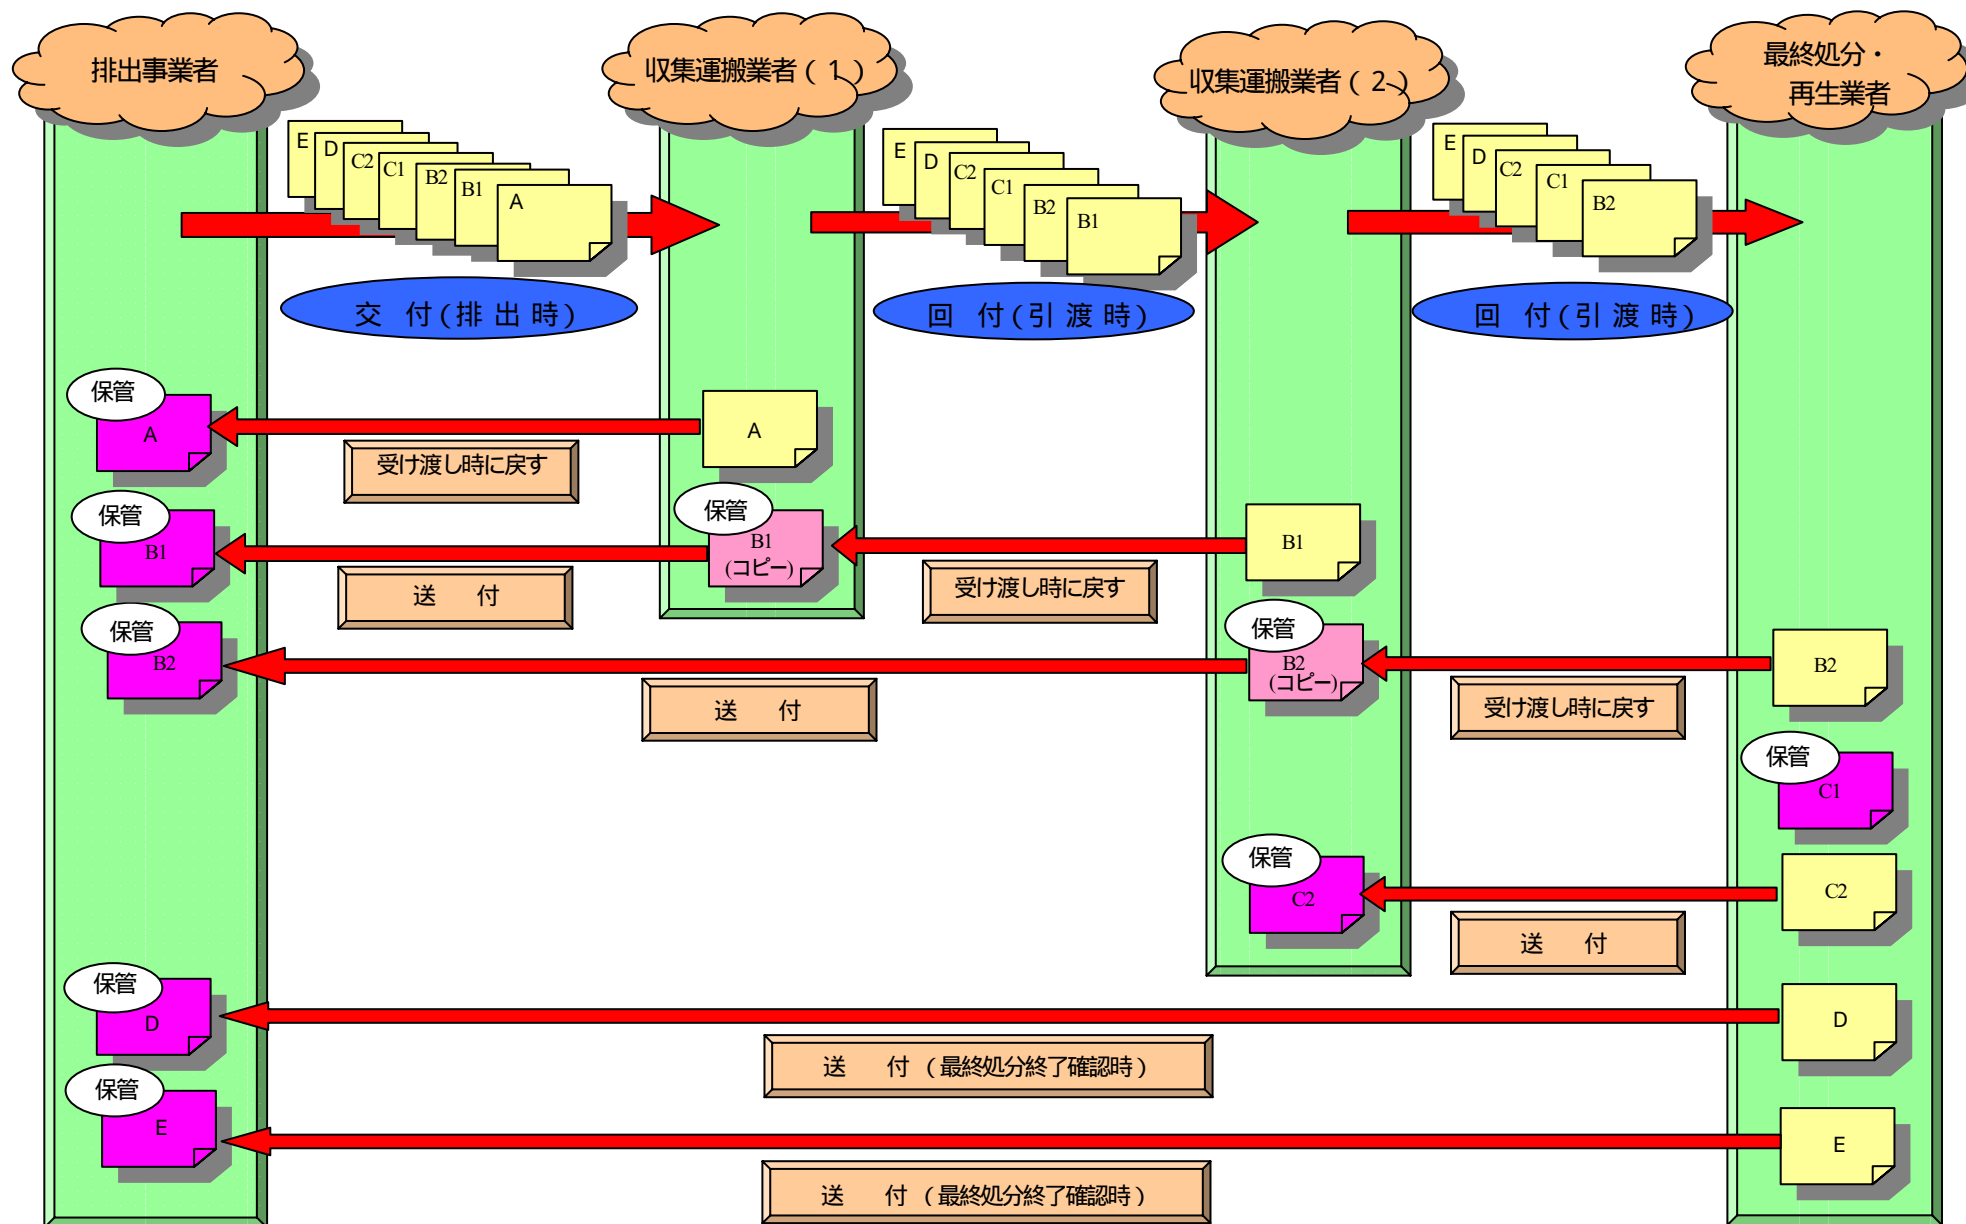 排出事業者
収集運搬業者(1)
収集運搬業者(2)
最終処分・
再生業者
E
D
C2
C1
B2
B1
A
E
D
C2
C1
B2
B1
E
D
C2
C1
B2
交 付(排出時)
回 付(引渡時)
回 付(引渡時)
保管
A
A
受け渡し時に戻す
保管
B1
保管
B1
(コピー)
B1
送 付
受け渡し時に戻す
保管
B2
保管
B2
(コピー)
B2
送 付
受け渡し時に戻す
保管
C1
保管
C2
C2
送 付
保管
D
D
送 付(最終処分終了確認時)
保管
E
E
送 付(最終処分終了確認時)